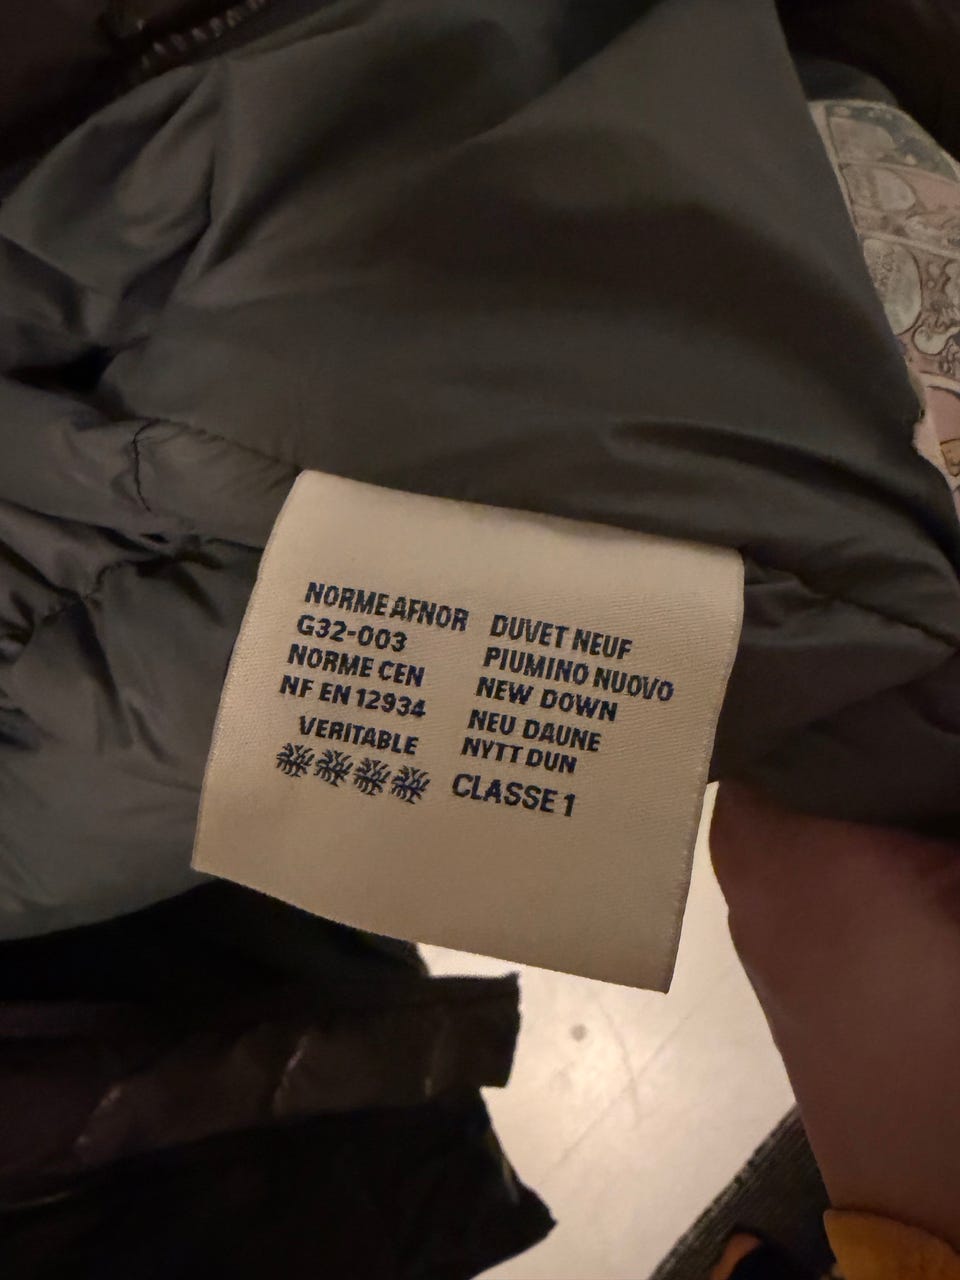 NORME AFNOR
G32-003
NORME CEN
NF EN 12934
VERITABLE
DUVET NEUF
PIUMINO NUOVO
NEW DOWN
NEU DAUNE
NYTT DUN
CLASSE 1